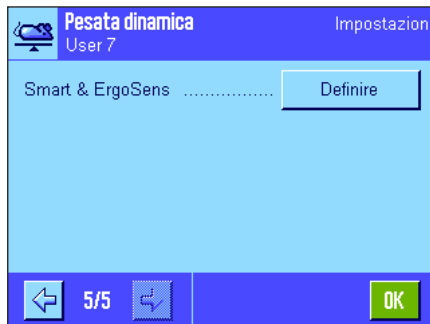 Pesata dinamica Impostazion
User 7
Smart & ErgoSens ................ Definire
5/5 OK